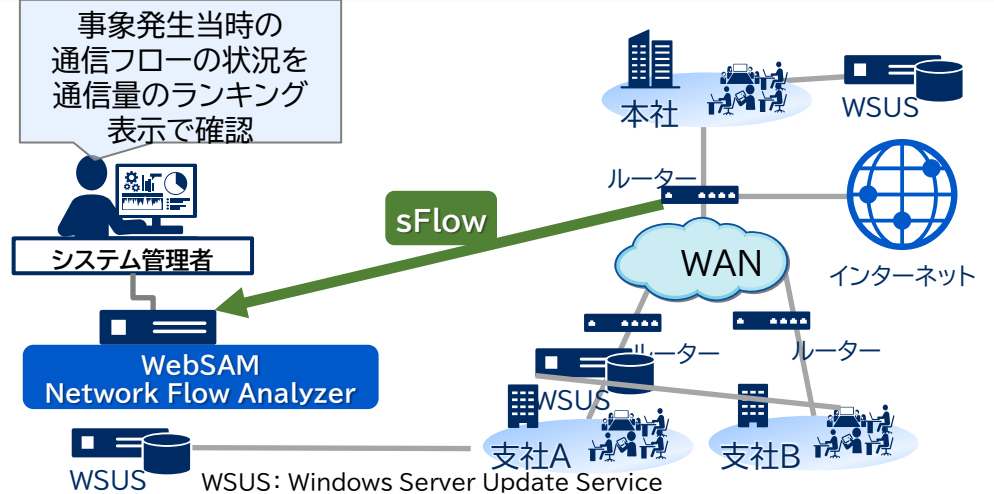 事象発生当時の
通信フローの状況を
通信量のランキング
表示で確認
システム管理者
WebSAM
Network Flow Analyzer
sFlow
本社
WSUS
ルーター
インターネット
WAN
ルーター
ルーター
WSUS
支社A
支社B
WSUS
WSUS: Windows Server Update Service